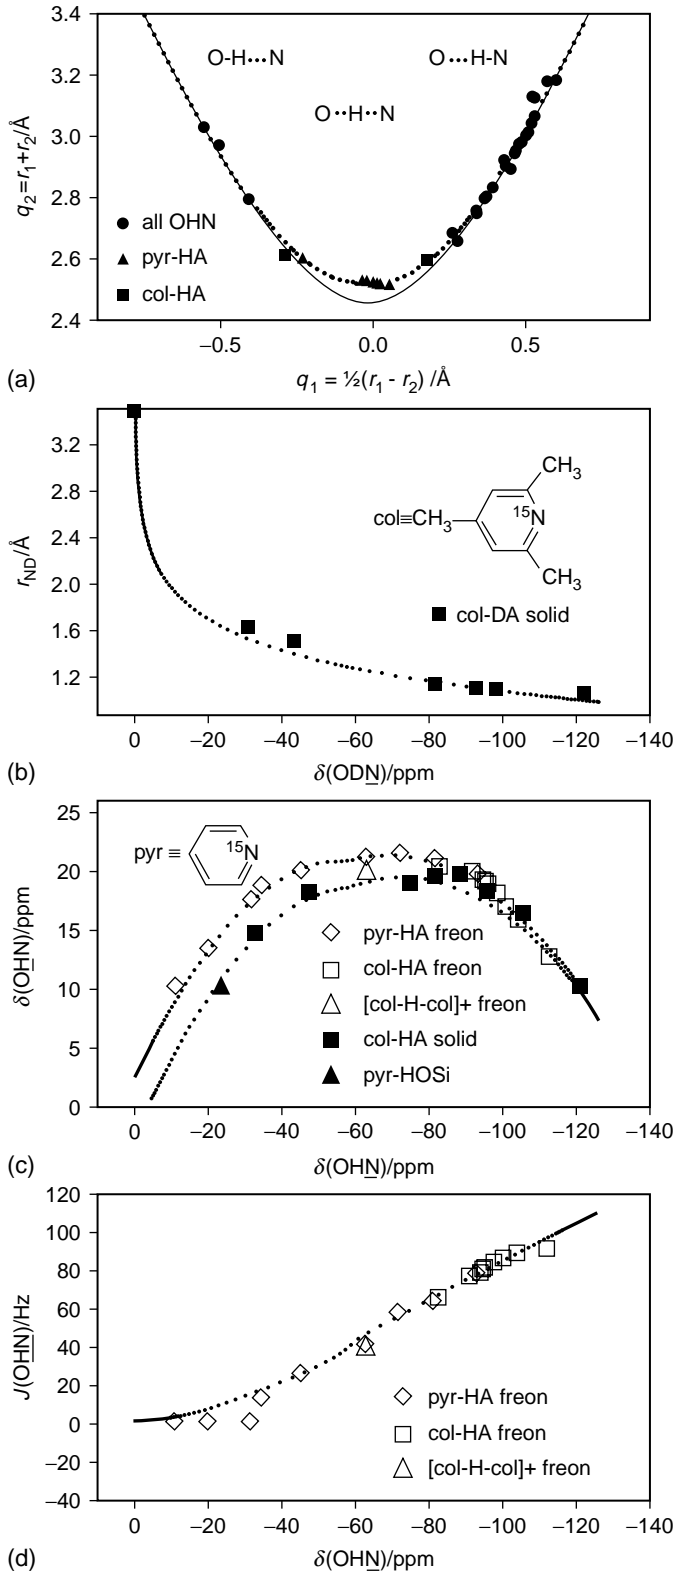 3.4
3.2
3.0
2.8
2.6
2.4
q2=r1+r2/Å
O-H•••N
O•••H-N
O••H••N
all OHN
pyr-HA
col-HA
−0.5
0.0
0.5
(a)
q1 = ½(r1 - r2) /Å
3.2
2.8
2.4
2.0
1.6
1.2
rND/Å
CH3
col≡CH3
15N
CH3
col-DA solid
0
−20
−40
−60
−80
−100
−120
−140
(b)
δ(ODN)/ppm
25
20
15
10
5
0
δ(OHN)/ppm
pyr ≡
15N
pyr-HA freon
col-HA freon
[col-H-col]+ freon
col-HA solid
pyr-HOSi
0
−20
−40
−60
−80
−100
−120
−140
(c)
δ(OHN)/ppm
120
100
80
60
40
20
0
−20
−40
J(OHN)/Hz
pyr-HA freon
col-HA freon
[col-H-col]+ freon
0
−20
−40
−60
−80
−100
−120
−140
(d)
δ(OHN)/ppm